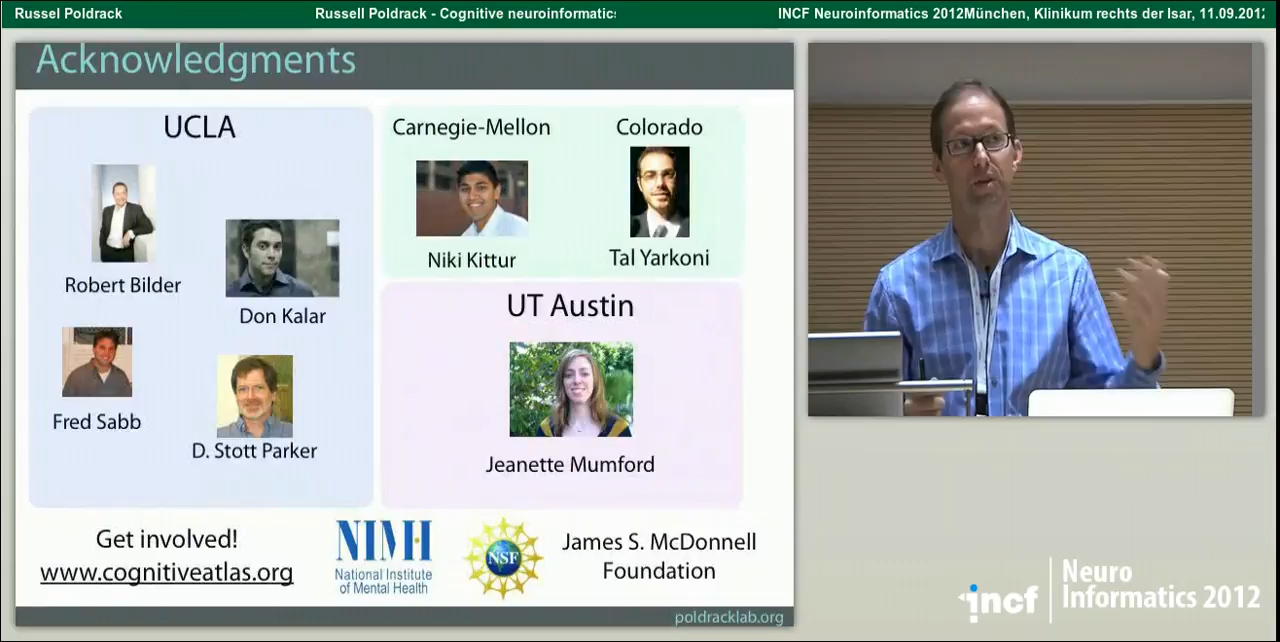 Russel Poldrack
Russell Poldrack - Cognitive neuroinformatics
INCF Neuroinformatics 2012München, Klinikum rechts der Isar, 11.09.2012
Acknowledgments
UCLA
Robert Bilder
Don Kalar
Fred Sabb
D. Stott Parker
Carnegie-Mellon
Niki Kittur
Colorado
Tal Yarkoni
UT Austin
Jeanette Mumford
Get involved!
www.cognitiveatlas.org
NIMH
National Institute
of Mental Health
NSF
James S. McDonnell
Foundation
poldracklab.org
incf
Neuro
Informatics 2012